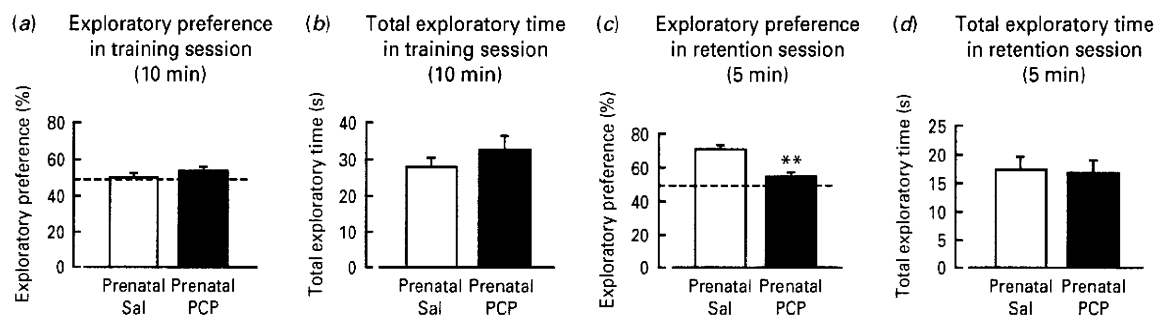 (a) Exploratory preference
in training session
(10 min)
Exploratory preference (%)
80
60
40
20
0
Prenatal Prenatal
Sal PCP
(b) Total exploratory time
in training session
(10 min)
Total exploratory time (s)
40
30
20
10
0
Prenatal Prenatal
Sal PCP
(c) Exploratory preference
in retention session
(5 min)
Exploratory preference (%)
80
60
40
20
0
**
Prenatal Prenatal
Sal PCP
(d) Total exploratory time
in retention session
(5 min)
Total exploratory time (s)
25
20
15
10
5
0
Prenatal Prenatal
Sal PCP